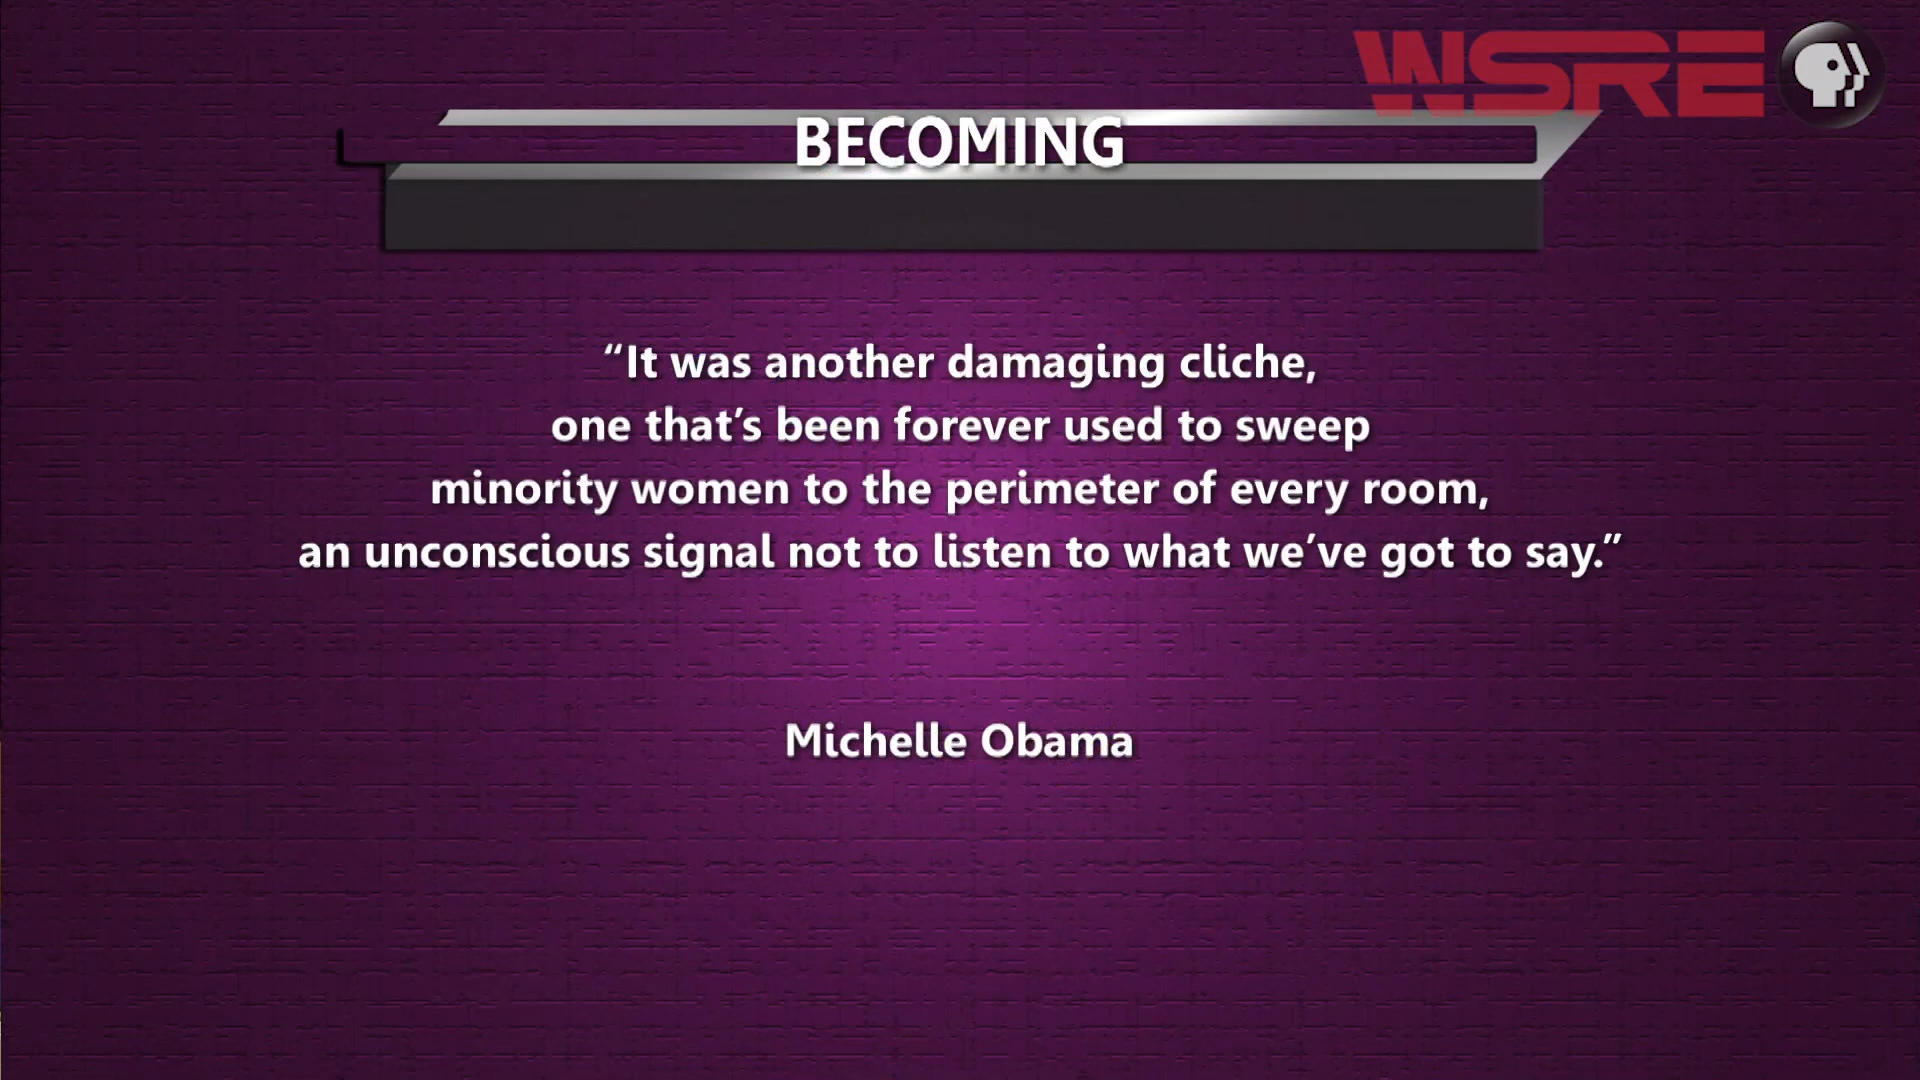 WSRE
BECOMING
“It was another damaging cliche,
one that’s been forever used to sweep
minority women to the perimeter of every room,
an unconscious signal not to listen to what we’ve got to say.”
Michelle Obama